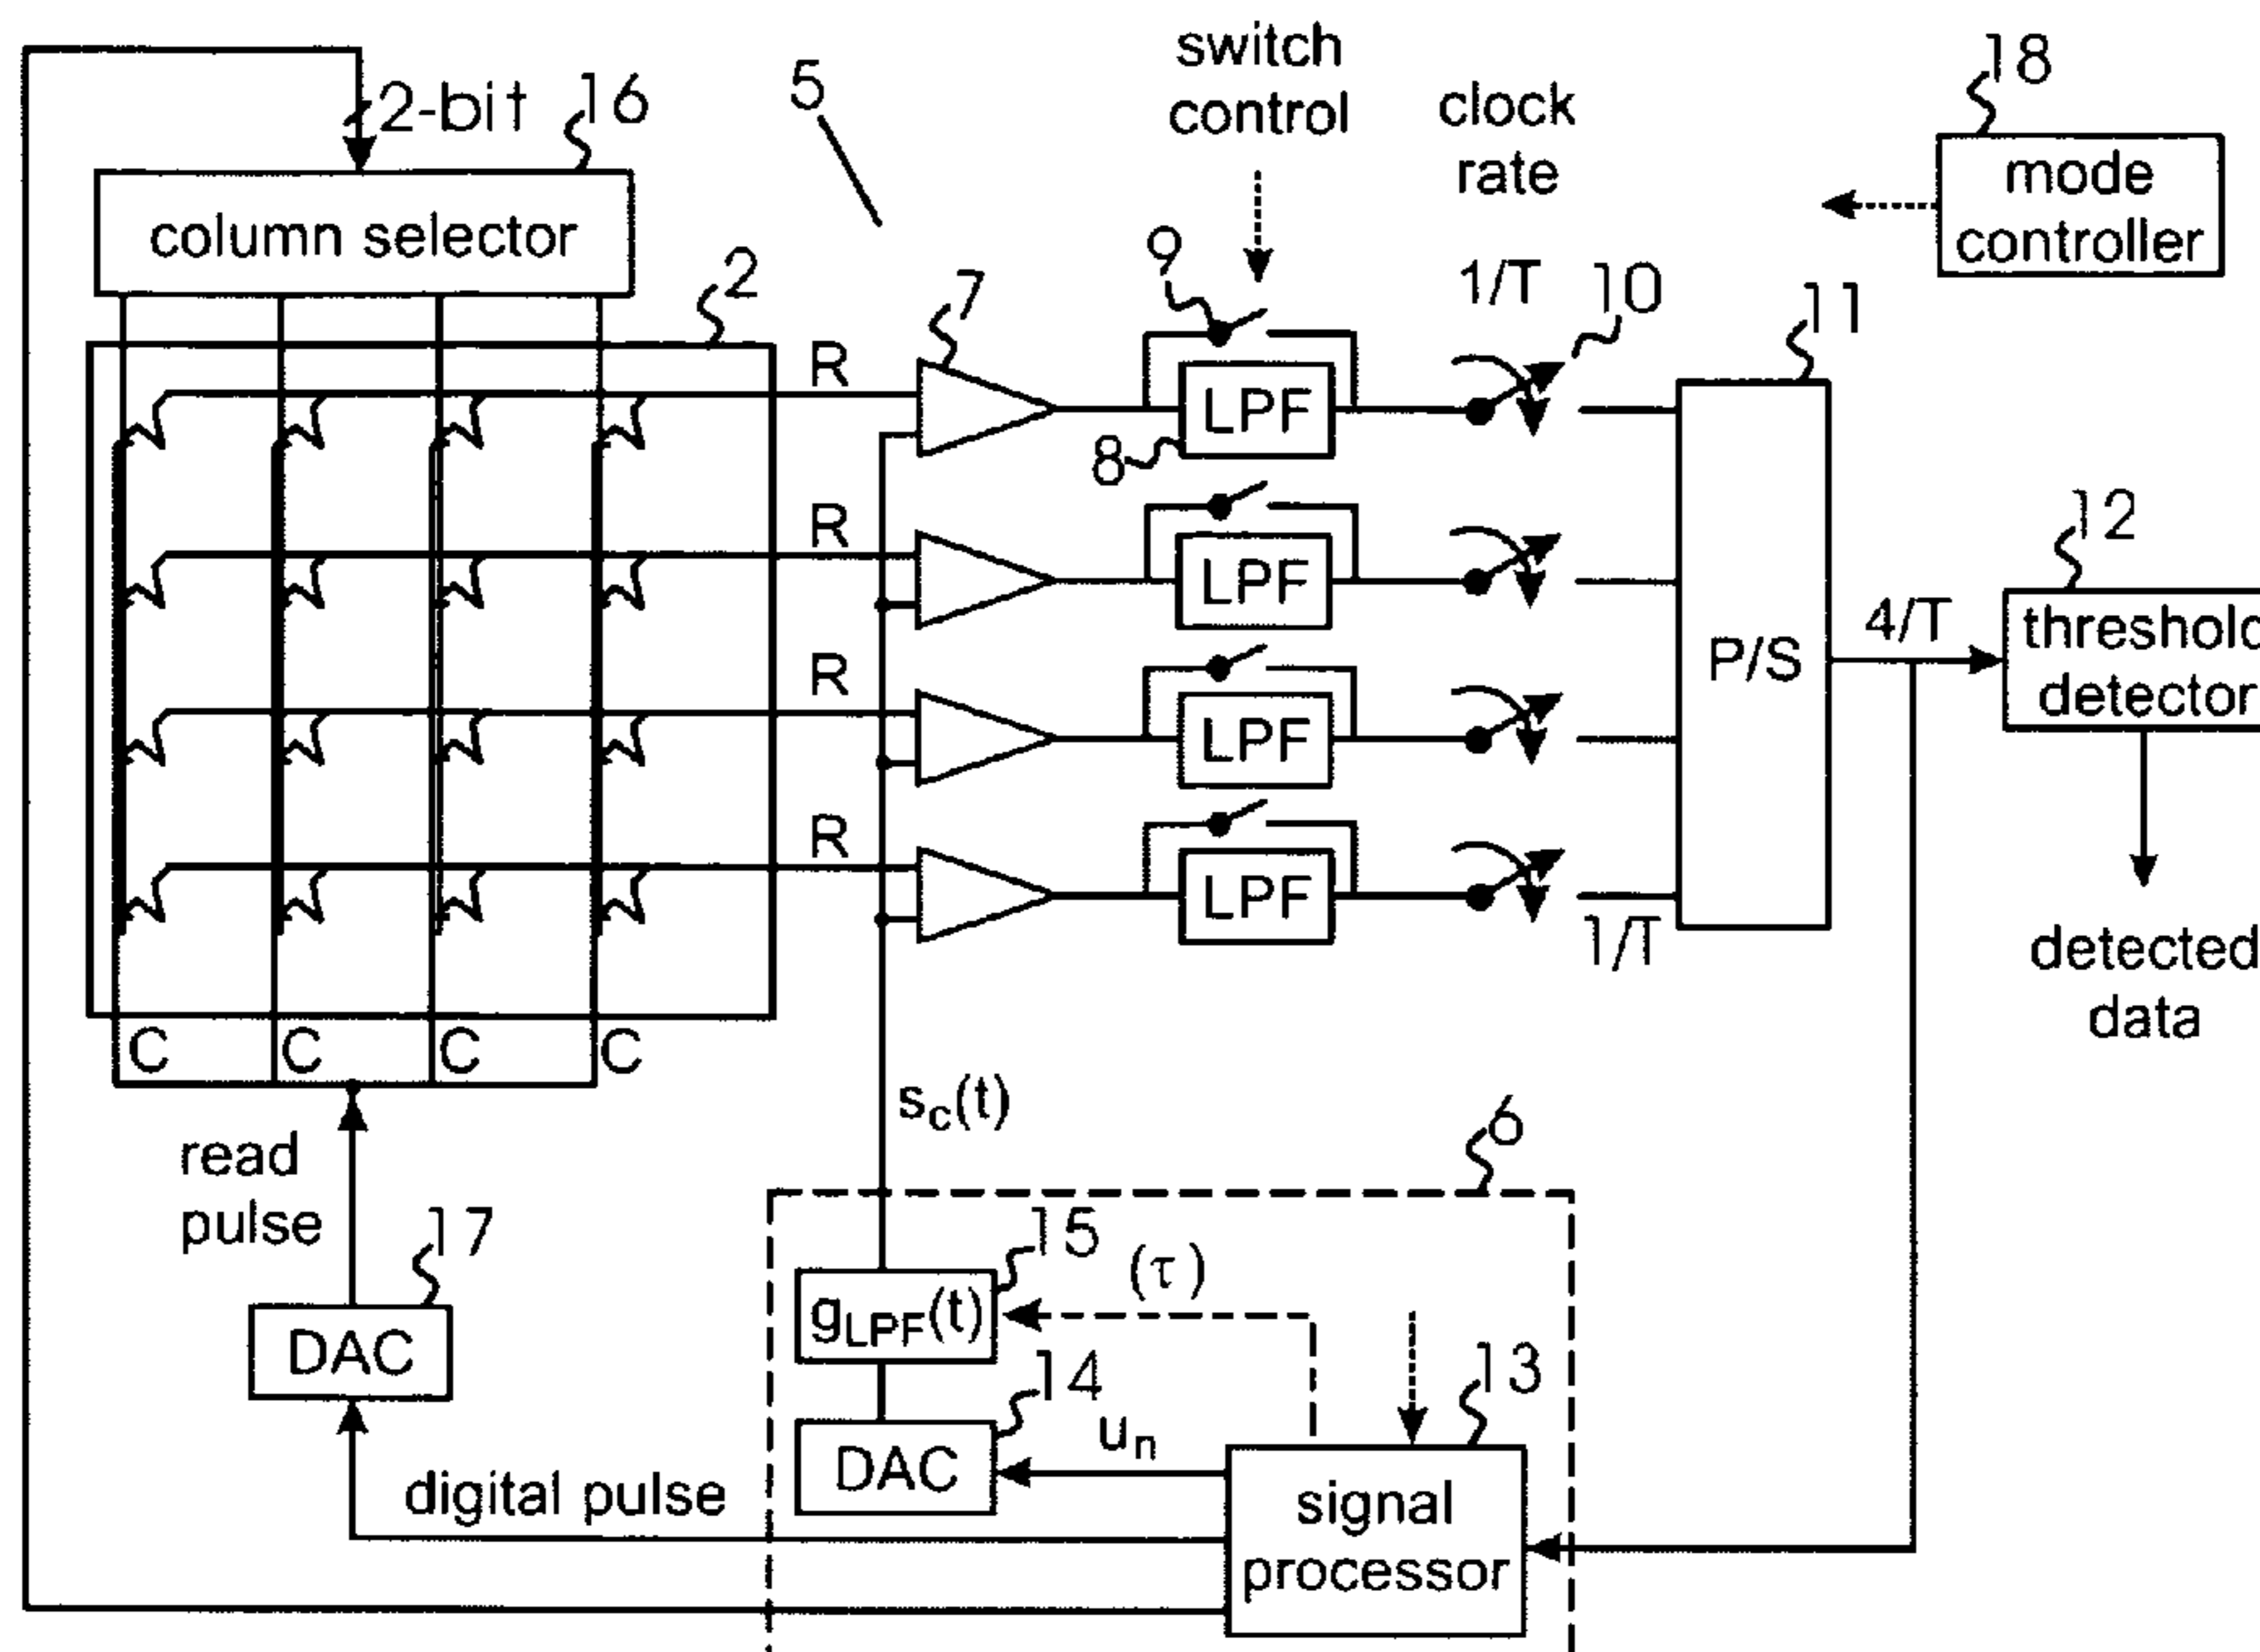 switch
control
clock
rate
18
2-bit
16
5
mode
controller
column selector
9
1/T
10
2
7
11
R
LPF
8
R
LPF
12
4/T
threshold
detector
P/S
R
LPF
R
LPF
1/T
detected
data
C C C C
sc(t)
read
pulse
6
17
15
(τ)
gLPF(t)
DAC
14
13
un
DAC
digital pulse
signal
processor